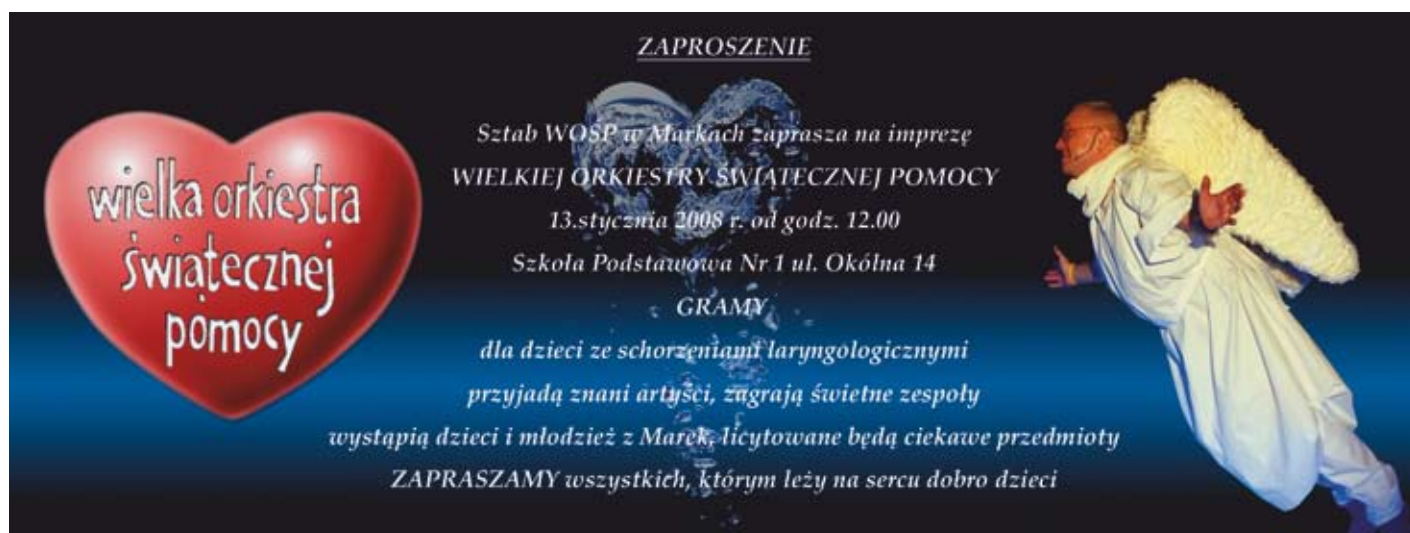 ZAPROSZENIE
wielka orkiestra
świątecznej
pomocy
Sztab WOSP w Markach zaprasza na imprezę
WIELKIEJ ORKIESTRY ŚWIĄTECZNEJ POMOCY
13.stycznia 2008 r. od godz. 12.00
Szkoła Podstawowa Nr 1 ul. Okólna 14
GRAMY
dla dzieci ze schorzeniami laryngologicznymi
przyjadą znani artyści, zagrają świetne zespoły
wystąpią dzieci i młodzież z Marek, licytowane będą ciekawe przedmioty
ZAPRASZAMY wszystkich, którym leży na sercu dobro dzieci